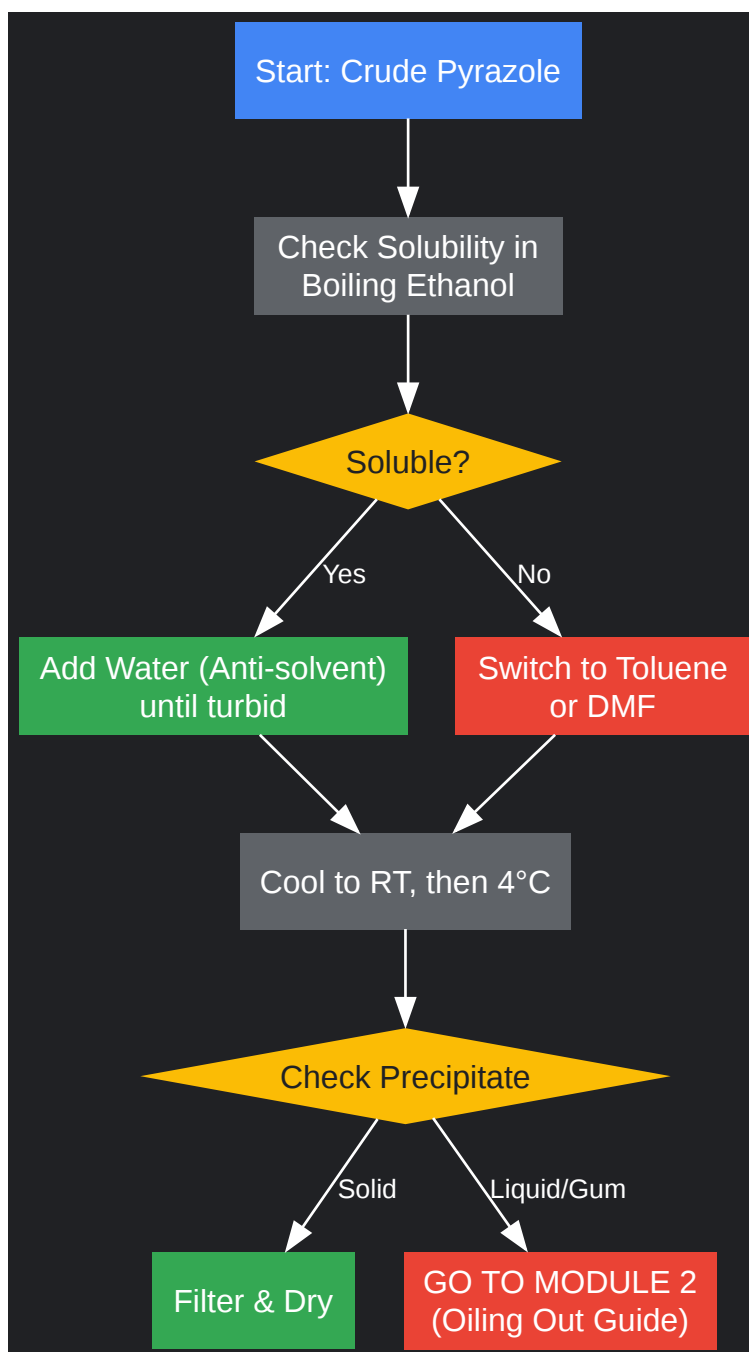 Start: Crude Pyrazole
Check Solubility in
Boiling Ethanol
Soluble?
Yes
No
Add Water (Anti-solvent)
until turbid
Switch to Toluene
or DMF
Cool to RT, then 4°C
Check Precipitate
Solid
Liquid/Gum
Filter & Dry
GO TO MODULE 2
(Oiling Out Guide)